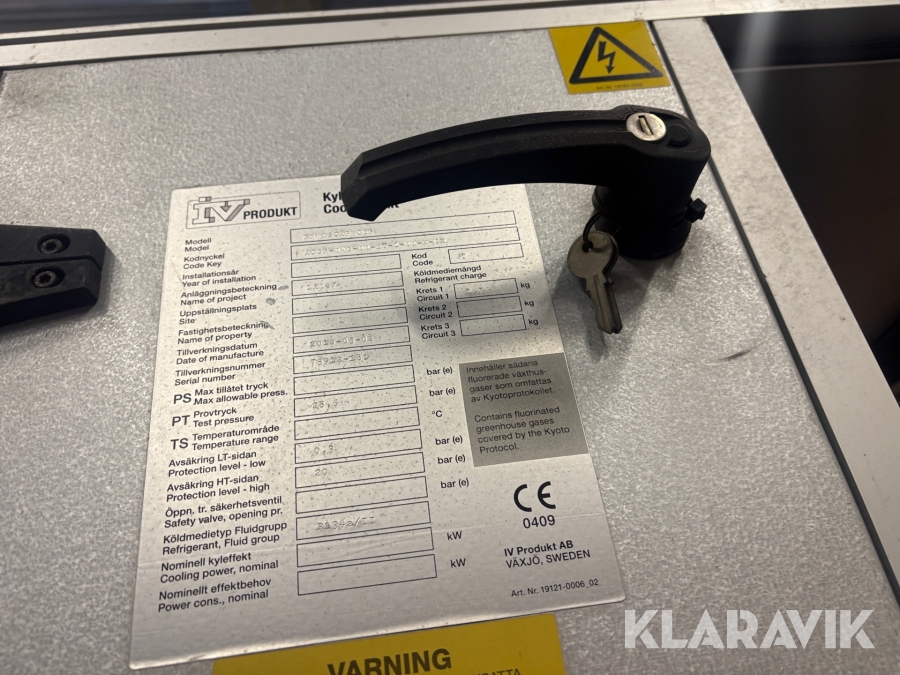 IV PRODUKT
Modell
Model
Kodnyckel
Code Key
Kod
Code
Installationsår
Year of installation
Köldmediemängd
Refrigerant charge
Anläggningsbeteckning
Name of project
Krets 1
Circuit 1
kg
Uppställningsplats
Site
Krets 2
Circuit 2
kg
Fastighetsbeteckning
Name of property
Krets 3
Circuit 3
kg
Tillverkningsdatum
Date of manufacture
Tillverkningsnummer
Serial number
PS Max tillåtet tryck
Max allowable press.
bar (e)
PT Provtryck
Test pressure
28,6
bar (e)
TS Temperaturområde
Temperature range
°C
Avsäkring LT-sidan
Protection level - low
0,5
bar (e)
Avsäkring HT-sidan
Protection level - high
20
bar (e)
Öppn. tr. säkerhetsventil
Safety valve, opening pr.
bar (e)
Köldmedietyp Fluidgrupp
Refrigerant, Fluid group
Nominell kyleffekt
Cooling power, nominal
kW
Nominellt effektbehov
Power cons., nominal
kW
Innehåller sådana
fluorerade växthus-
gaser som omfattas
av Kyotoprotokollet.
Contains fluorinated
greenhouse gases
covered by the Kyoto
Protocol.
CE
0409
IV Produkt AB
VÄXJÖ, SWEDEN
Art. Nr. 19121-0006_02
VARNING
KLARAVIK